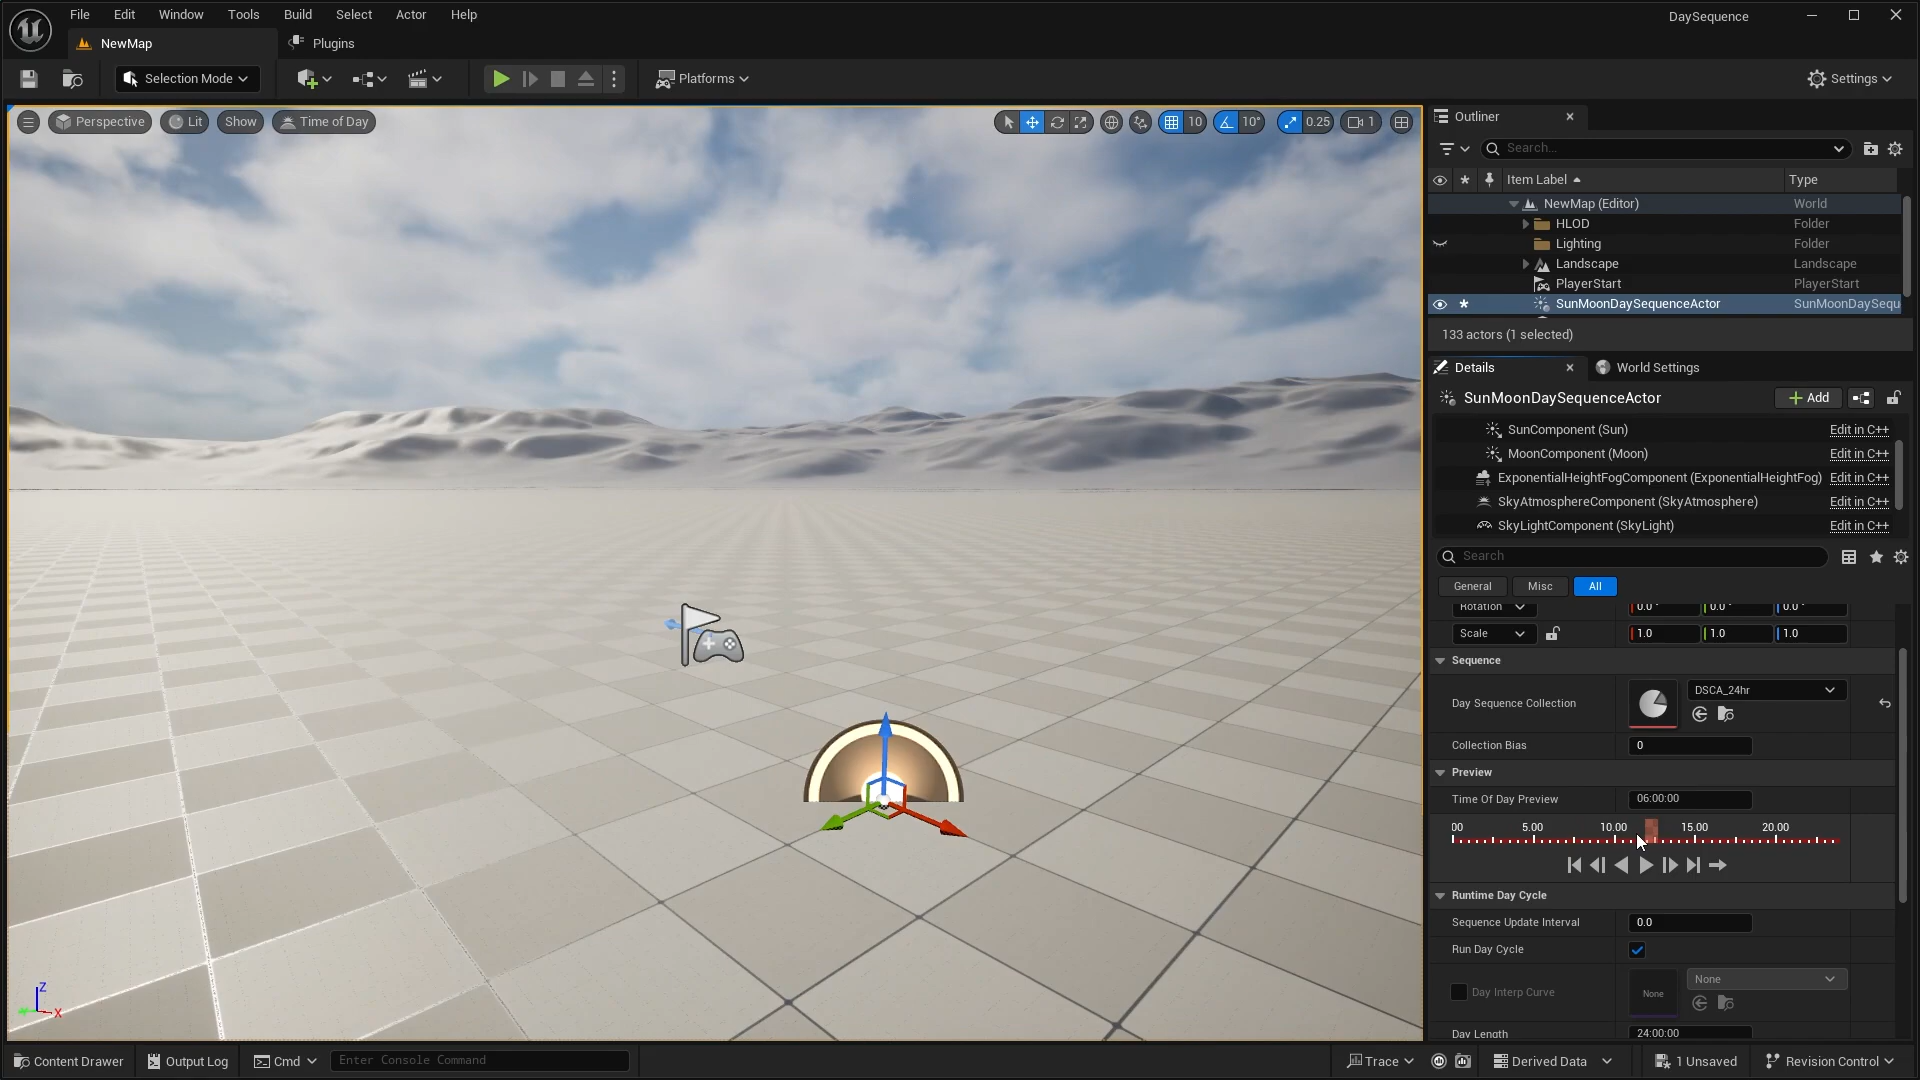 File Edit Window Tools Build Select Actor Help
DaySequence
NewMap
Plugins
Selection Mode
Platforms
Settings
Perspective
Lit
Show
Time of Day
10
10°
0.25
1
Outliner
Search...
Item Label
Type
NewMap (Editor) World
HLOD Folder
Lighting Folder
Landscape Landscape
PlayerStart PlayerStart
SunMoonDaySequenceActor SunMoonDaySequ
133 actors (1 selected)
Details
World Settings
SunMoonDaySequenceActor
Add
SunComponent (Sun) Edit in C++
MoonComponent (Moon) Edit in C++
ExponentialHeightFogComponent (ExponentialHeightFog) Edit in C++
SkyAtmosphereComponent (SkyAtmosphere) Edit in C++
SkyLightComponent (SkyLight) Edit in C++
Search
General Misc All
Rotation 0.0° 0.0° 0.0°
Scale 1.0 1.0 1.0
Sequence
Day Sequence Collection
DSCA_24hr
Collection Bias 0
Preview
Time Of Day Preview 06:00:00
00 5.00 10.00 15.00 20.00
Runtime Day Cycle
Sequence Update Interval 0.0
Run Day Cycle
None
Day Interp Curve
None
Day Length 24:00:00
Z
X
Content Drawer
Output Log
Cmd
Enter Console Command
Trace
Derived Data
1 Unsaved
Revision Control